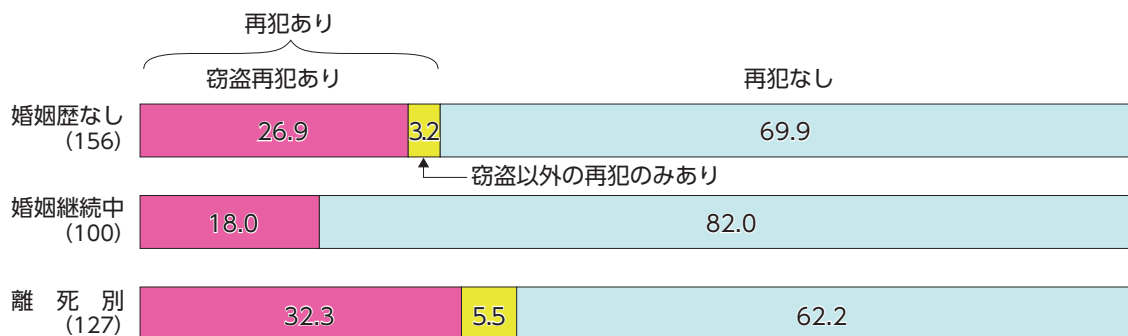 再犯あり
窃盗再犯あり 再犯なし
婚姻歴なし
(156)
26.9 3.2 69.9
窃盗以外の再犯のみあり
婚姻継続中
(100)
18.0 82.0
離 死 別
(127)
32.3 5.5 62.2